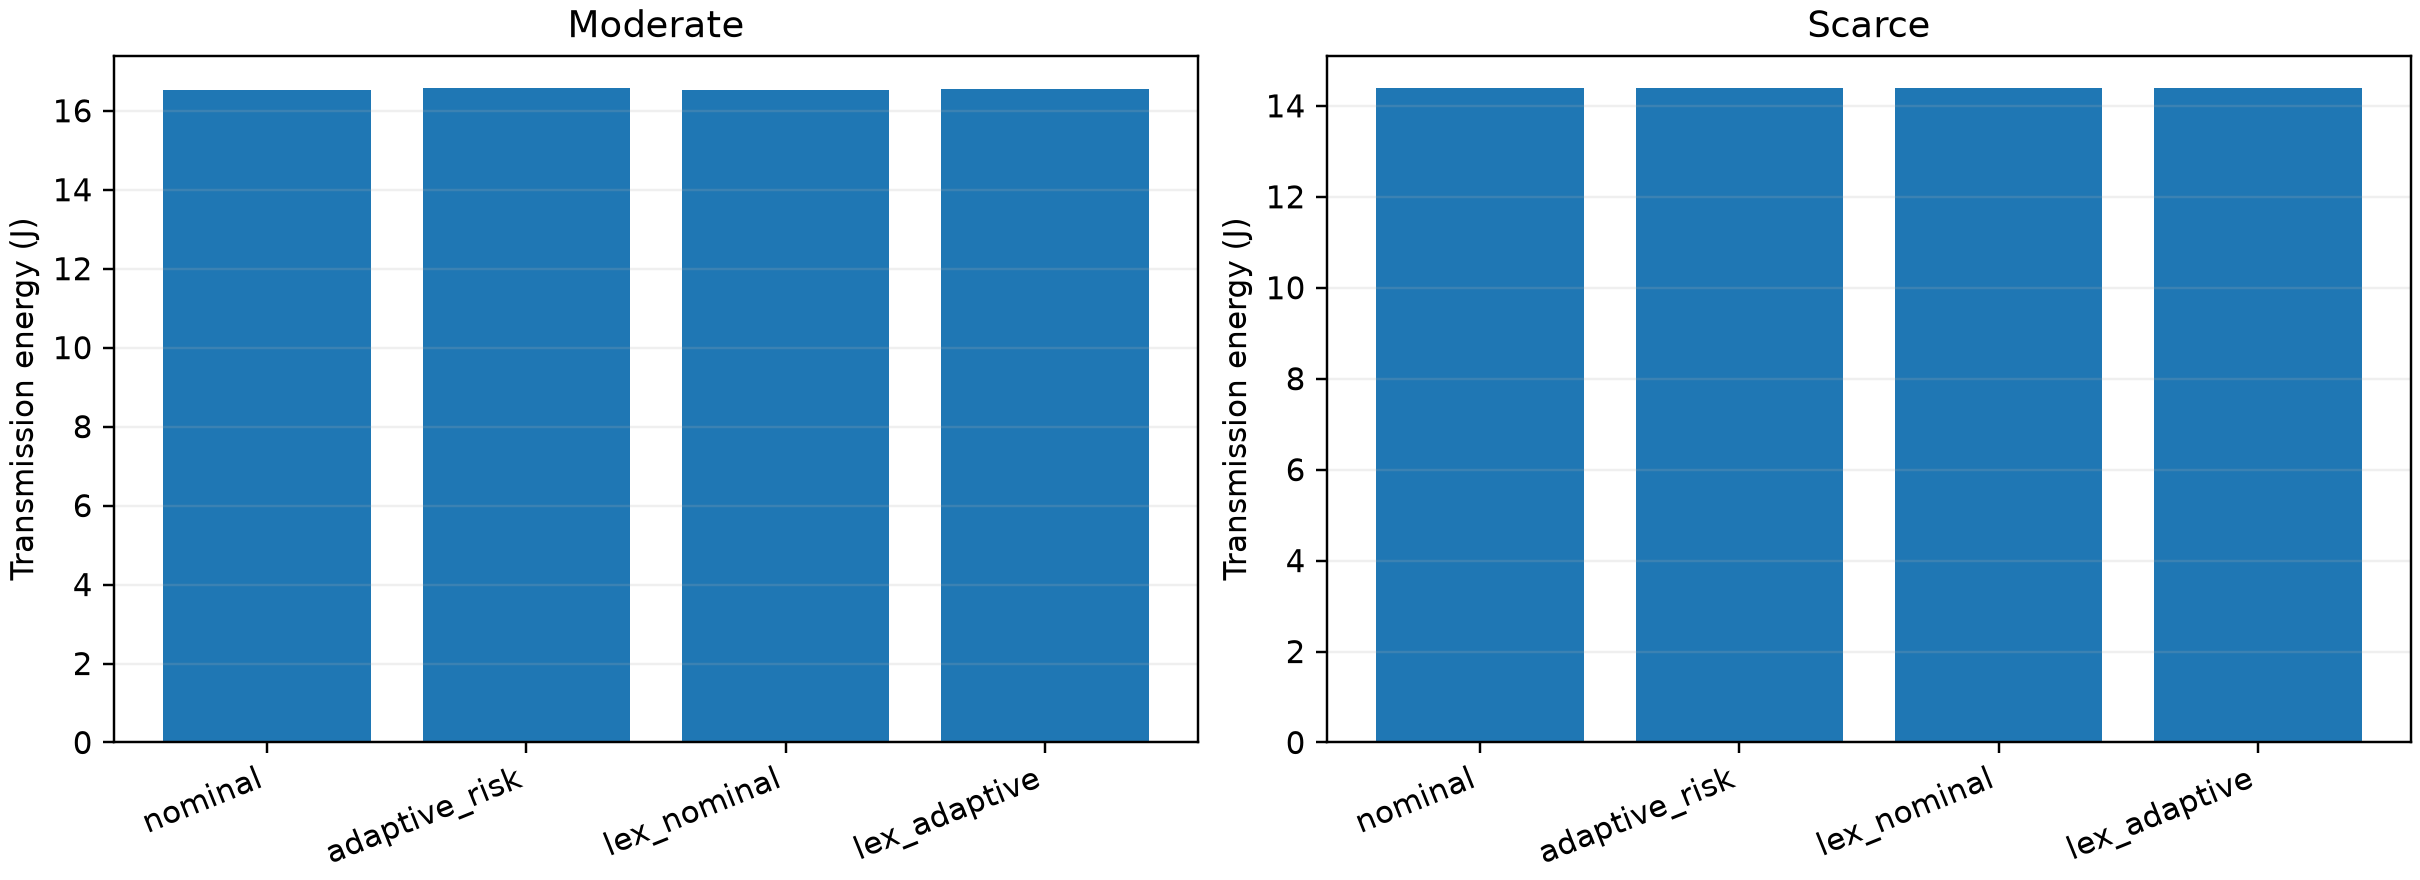 Moderate
Transmission energy (J)
16
14
12
10
8
6
4
2
0
nominal
adaptive_risk
lex_nominal
lex_adaptive
Scarce
Transmission energy (J)
14
12
10
8
6
4
2
0
nominal
adaptive_risk
lex_nominal
lex_adaptive